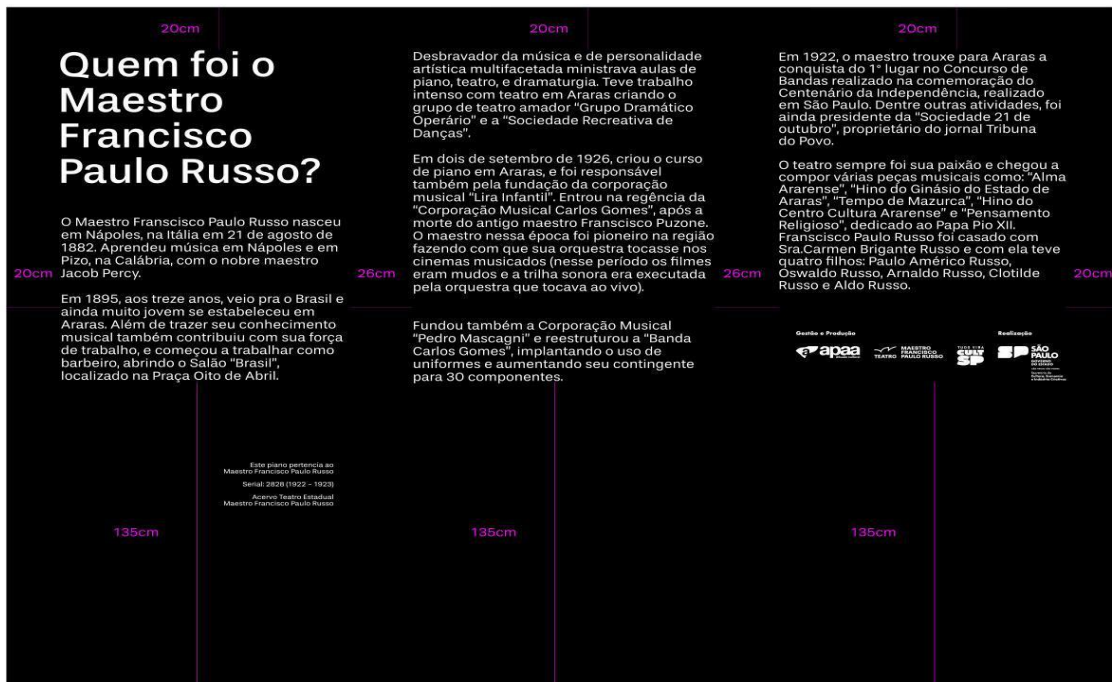 20cm
20cm
20cm
Quem foi o
Maestro
Francisco
Paulo Russo?
O Maestro Franscisco Paulo Russo nasceu
em Nápoles, na Itália em 21 de agosto de
1882. Aprendeu música em Nápoles e em
Pizo, na Calábria, com o nobre maestro
Jacob Percy.
20cm
Em 1895, aos treze anos, veio pra o Brasil e
ainda muito jovem se estabeleceu em
Araras. Além de trazer seu conhecimento
musical também contribuiu com sua força
de trabalho, e começou a trabalhar como
barbeiro, abrindo o Salão “Brasil”,
localizado na Praça Oito de Abril.
Este piano pertencia ao
Maestro Francisco Paulo Russo
Serial: 2828 (1922 – 1923)
Acervo Teatro Estadual
Maestro Francisco Paulo Russo
135cm
Desbravador da música e de personalidade
artística multifacetada ministrava aulas de
piano, teatro, e dramaturgia. Teve trabalho
intenso com teatro em Araras criando o
grupo de teatro amador “Grupo Dramático
Operário” e a “Sociedade Recreativa de
Danças”.
Em dois de setembro de 1926, criou o curso
de piano em Araras, e foi responsável
também pela fundação da corporação
musical “Lira Infantil”. Entrou na regência da
“Corporação Musical Carlos Gomes”, após a
morte do antigo maestro Franscisco Puzone.
O maestro nessa época foi pioneiro na região
fazendo com que sua orquestra tocasse nos
cinemas musicados (nesse período os filmes
eram mudos e a trilha sonora era executada
pela orquestra que tocava ao vivo).
26cm
Fundou também a Corporação Musical
“Pedro Mascagni” e reestruturou a “Banda
Carlos Gomes”, implantando o uso de
uniformes e aumentando seu contingente
para 30 componentes.
135cm
Em 1922, o maestro trouxe para Araras a
conquista do 1° lugar no Concurso de
Bandas realizado na comemoração do
Centenário da Independência, realizado
em São Paulo. Dentre outras atividades, foi
ainda presidente da “Sociedade 21 de
outubro”, proprietário do jornal Tribuna
do Povo.
O teatro sempre foi sua paixão e chegou a
compor várias peças musicais como: “Alma
Ararense”, “Hino do Ginásio do Estado de
Araras”, “Tempo de Mazurca”, “Hino do
Centro Cultura Ararense” e “Pensamento
Religioso”, dedicado ao Papa Pio XII.
Franscisco Paulo Russo foi casado com
Sra.Carmen Brigante Russo e com ela teve
quatro filhos: Paulo Américo Russo,
Oswaldo Russo, Arnaldo Russo, Clotilde
Russo e Aldo Russo.
26cm
20cm
Gestão e Produção
Realização
apaa
TEATRO
MAESTRO
FRANCISCO
PAULO RUSSO
TUDO VIRA
CULT
SP
SP
SÃO
PAULO
GOVERNO
DO ESTADO
135cm